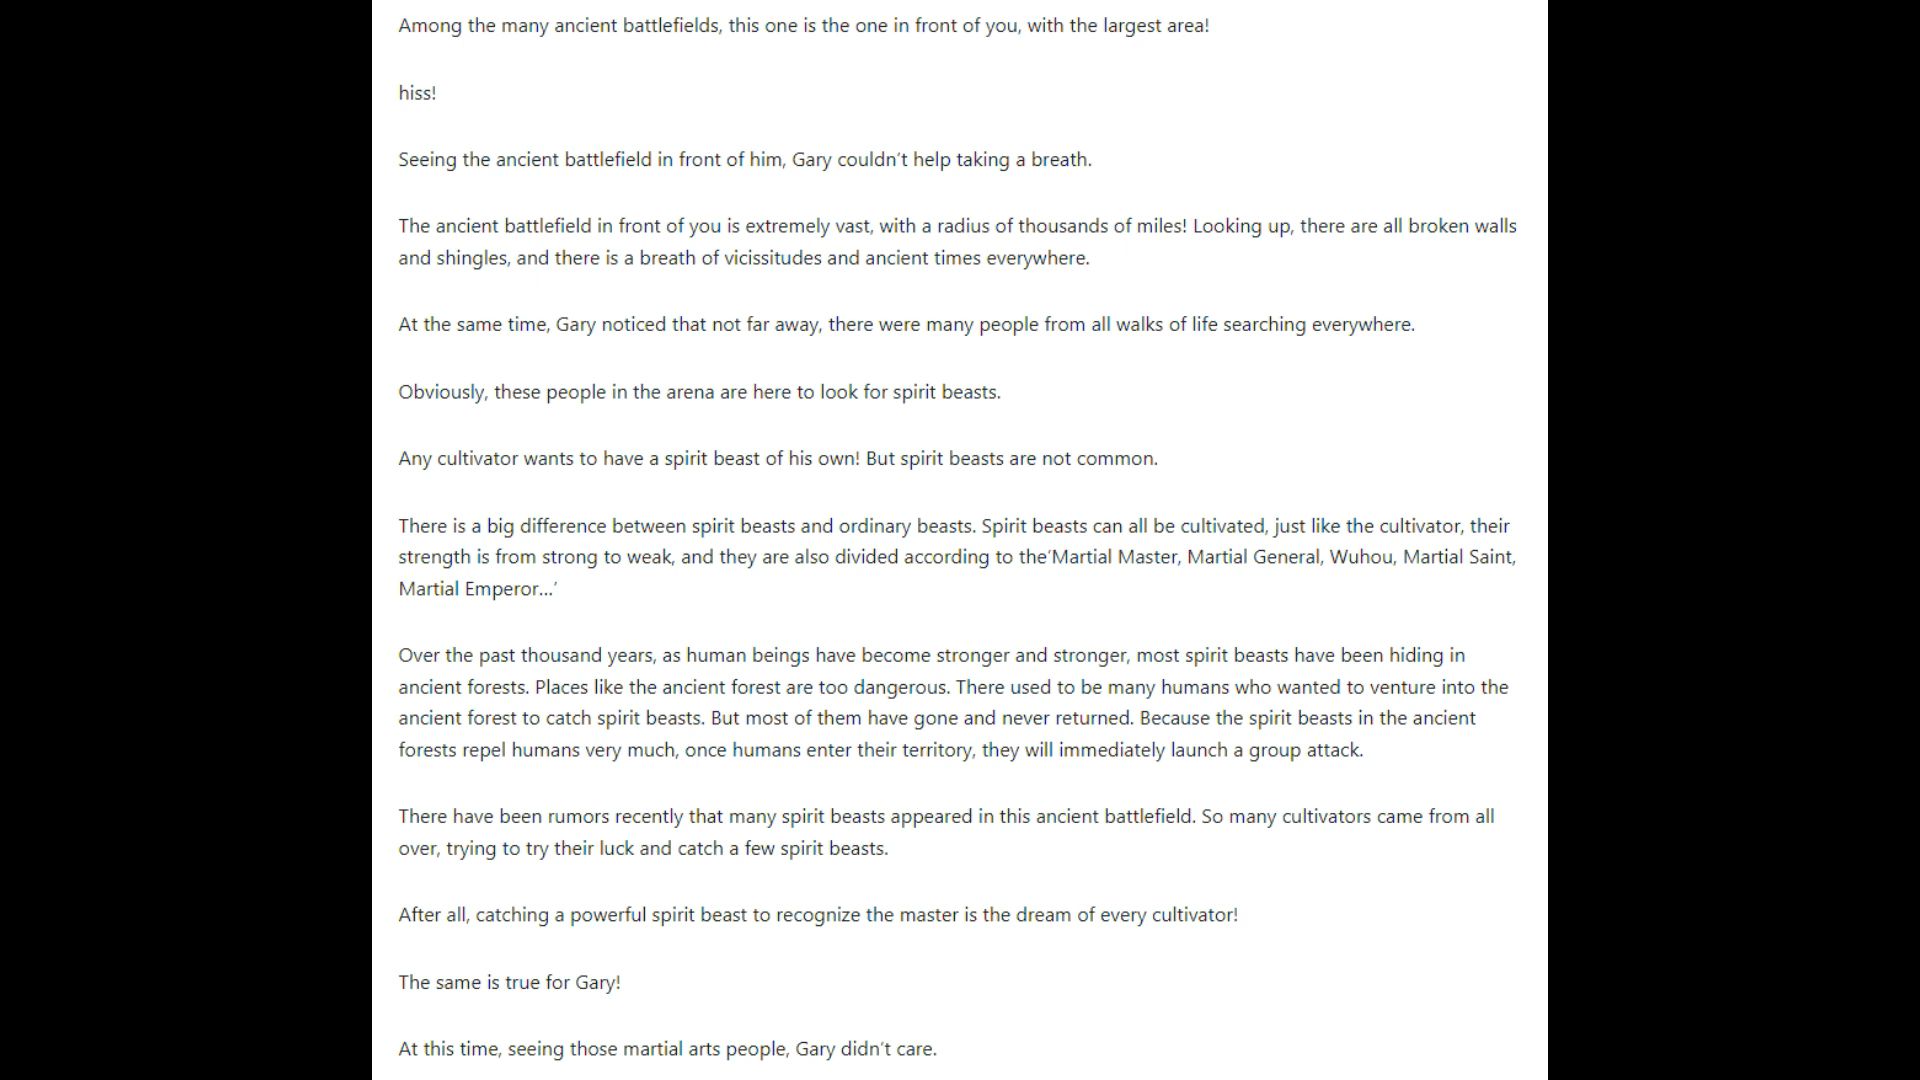 Among the many ancient battlefields, this one is the one in front of you, with the largest area!
hiss!
Seeing the ancient battlefield in front of him, Gary couldn't help taking a breath.
The ancient battlefield in front of you is extremely vast, with a radius of thousands of miles! Looking up, there are all broken walls
and shingles, and there is a breath of vicissitudes and ancient times everywhere.
At the same time, Gary noticed that not far away, there were many people from all walks of life searching everywhere.
Obviously, these people in the arena are here to look for spirit beasts.
Any cultivator wants to have a spirit beast of his own! But spirit beasts are not common.
There is a big difference between spirit beasts and ordinary beasts. Spirit beasts can all be cultivated, just like the cultivator, their
strength is from strong to weak, and they are also divided according to the'Martial Master, Martial General, Wuhou, Martial Saint,
Martial Emperor...'
Over the past thousand years, as human beings have become stronger and stronger, most spirit beasts have been hiding in
ancient forests. Places like the ancient forest are too dangerous. There used to be many humans who wanted to venture into the
ancient forest to catch spirit beasts. But most of them have gone and never returned. Because the spirit beasts in the ancient
forests repel humans very much, once humans enter their territory, they will immediately launch a group attack.
There have been rumors recently that many spirit beasts appeared in this ancient battlefield. So many cultivators came from all
over, trying to try their luck and catch a few spirit beasts.
After all, catching a powerful spirit beast to recognize the master is the dream of every cultivator!
The same is true for Gary!
At this time, seeing those martial arts people, Gary didn't care.